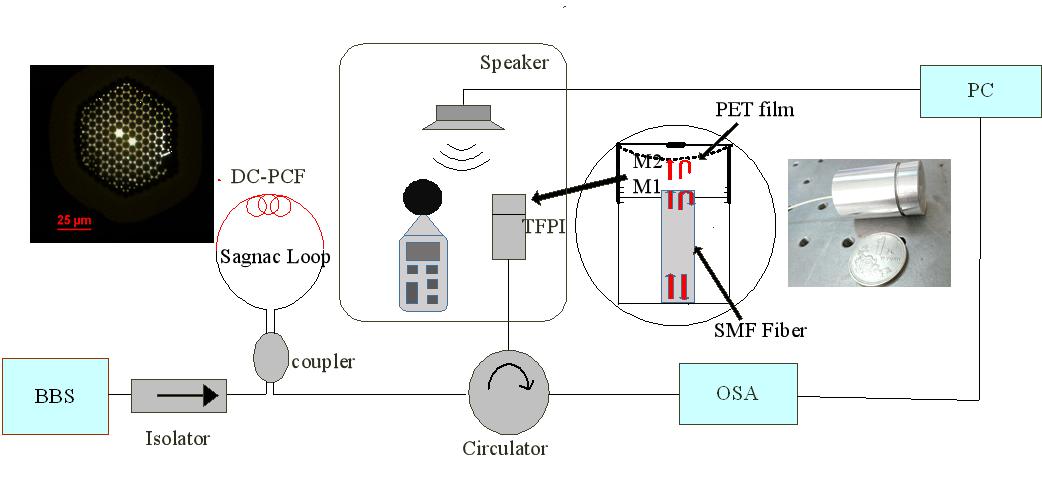 Speaker
PC
PET film
DC-PCF
M2
M1
25 μm
TFPI
Sagnac Loop
SMF Fiber
coupler
BBS
OSA
Isolator
Circulator